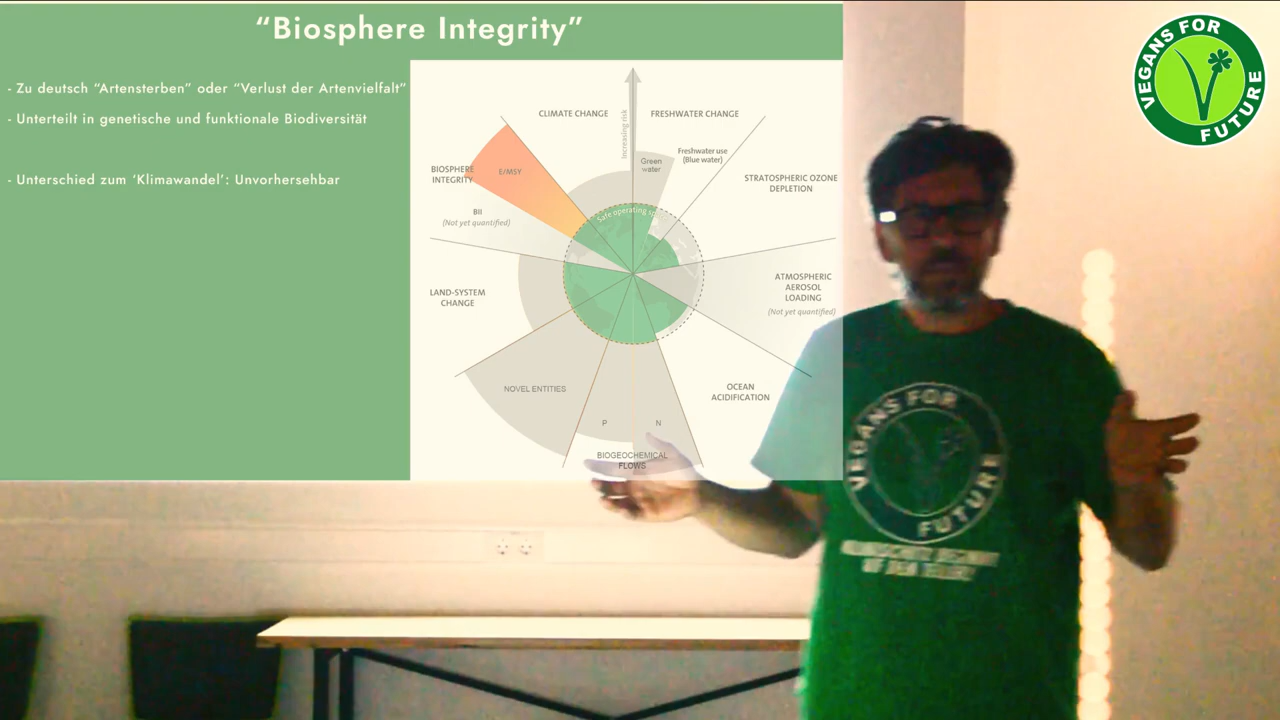 “Biosphere Integrity”
- Zu deutsch “Artensterben” oder “Verlust der Artenvielfalt”
- Unterteilt in genetische und funktionale Biodiversität
- Unterschied zum ‘Klimawandel’: Unvorhersehbar
CLIMATE CHANGE
Increasing risk
FRESHWATER CHANGE
Green
water
Freshwater use
(Blue water)
BIOSPHERE
INTEGRITY
E/MSY
STRATOSPHERIC OZONE
DEPLETION
BII
(Not yet quantified)
Safe operating
LAND-SYSTEM
CHANGE
ATMOSPHERIC
AEROSOL
LOADING
(Not yet quantified)
NOVEL ENTITIES
OCEAN
ACIDIFICATION
P
N
BIOGEOCHEMICAL
FLOWS
VEGANS FOR
FUTURE
VEGANS FOR
FUTURE